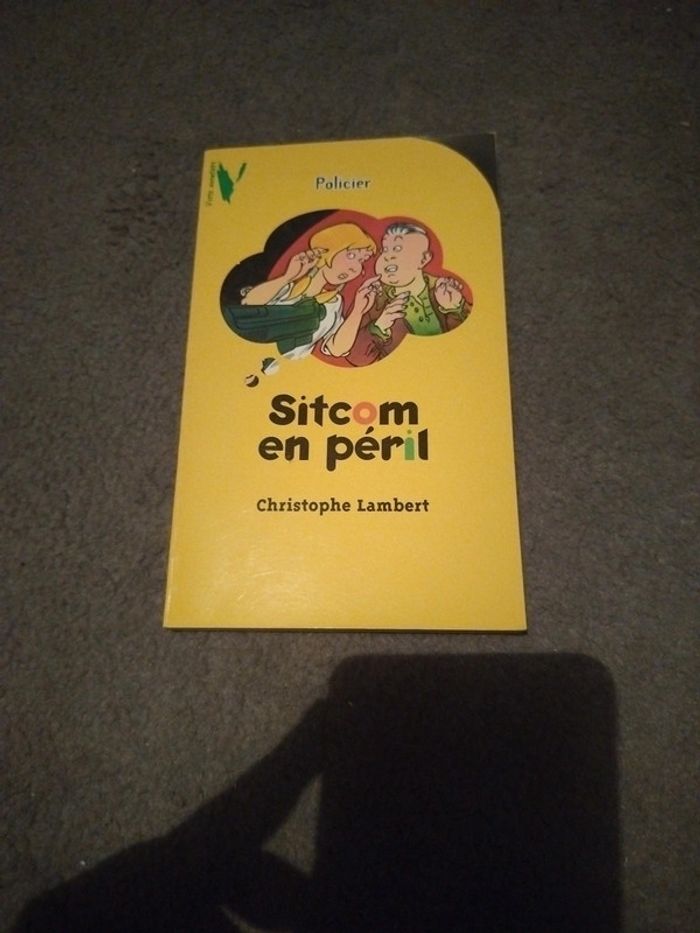 Policier
Sitcom
en péril
Christophe Lambert